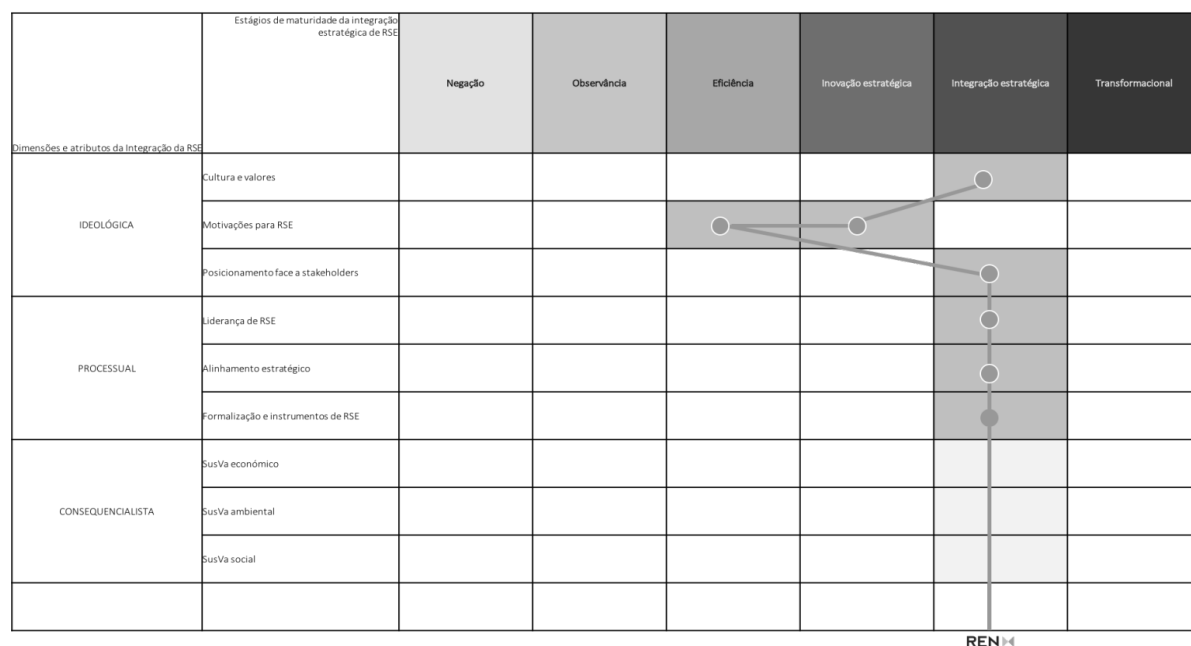 Estágios de maturidade da integração
estratégica de RSE
Dimensões e atributos da Integração da RSE
Negação
Observância
Eficiência
Inovação estratégica
Integração estratégica
Transformacional
IDEOLÓGICA
Cultura e valores
Motivações para RSE
Posicionamento face a stakeholders
PROCESSUAL
Liderança de RSE
Alinhamento estratégico
Formalização e instrumentos de RSE
CONSEQUENCIALISTA
SusVa económico
SusVa ambiental
SusVa social
REN